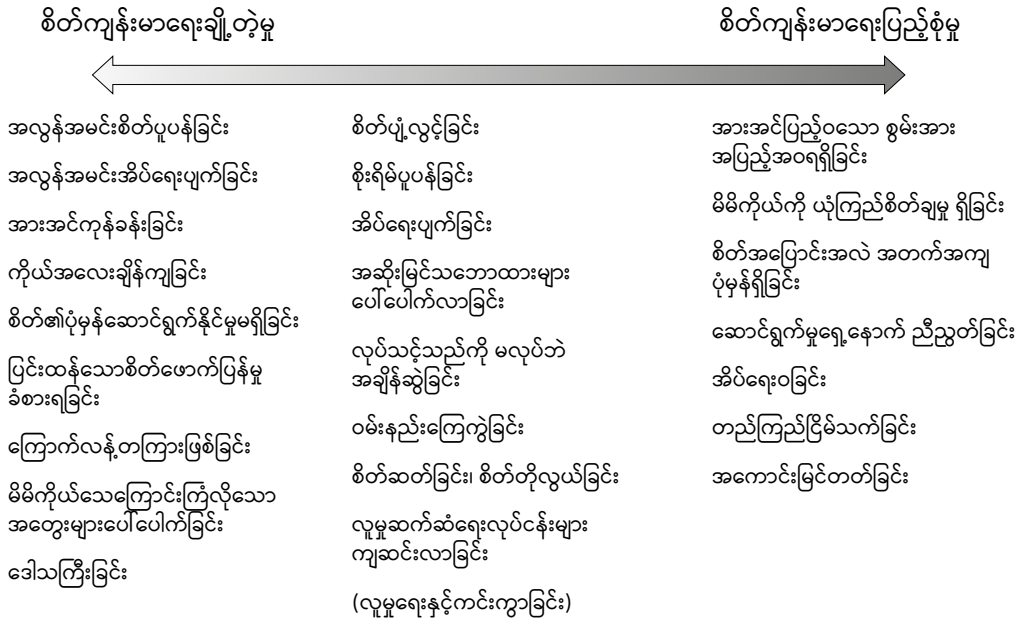 စိတ်ကျန်းမာရေးချို့တဲ့မှု
စိတ်ကျန်းမာရေးပြည့်စုံမှု
အလွန်အမင်းစိတ်ပူပန်ခြင်း
အလွန်အမင်းအိပ်ရေးပျက်ခြင်း
အားအင်ကုန်ခန်းခြင်း
ကိုယ်အလေးချိန်ကျခြင်း
စိတ်၏ပုံမှန်ဆောင်ရွက်နိုင်မှုမရှိခြင်း
ပြင်းထန်သောစိတ်ဖောက်ပြန်မှု
ခံစားရခြင်း
ကြောက်လန့်တကြားဖြစ်ခြင်း
မိမိကိုယ်သေကြောင်းကြံလိုသော
အတွေးများပေါ်ပေါက်ခြင်း
ဒေါသကြီးခြင်း
စိတ်ပျံ့လွင့်ခြင်း
စိုးရိမ်ပူပန်ခြင်း
အိပ်ရေးပျက်ခြင်း
အဆိုးမြင်သဘောထားများ
ပေါ်ပေါက်လာခြင်း
လုပ်သင့်သည်ကို မလုပ်ဘဲ
အချိန်ဆွဲခြင်း
ဝမ်းနည်းကြေကွဲခြင်း
စိတ်ဆတ်ခြင်း၊ စိတ်တိုလွယ်ခြင်း
လူမှုဆက်ဆံရေးလုပ်ငန်းများ
ကျဆင်းလာခြင်း
(လူမှုရေးနှင့်ကင်းကွာခြင်း)
အားအင်ပြည့်ဝသော စွမ်းအား
အပြည့်အဝရရှိခြင်း
မိမိကိုယ်ကို ယုံကြည်စိတ်ချမှု ရှိခြင်း
စိတ်အပြောင်းအလဲ အတက်အကျ
ပုံမှန်ရှိခြင်း
ဆောင်ရွက်မှုရှေ့နောက် ညီညွတ်ခြင်း
အိပ်ရေးဝခြင်း
တည်ကြည်ငြိမ်သက်ခြင်း
အကောင်းမြင်တတ်ခြင်း